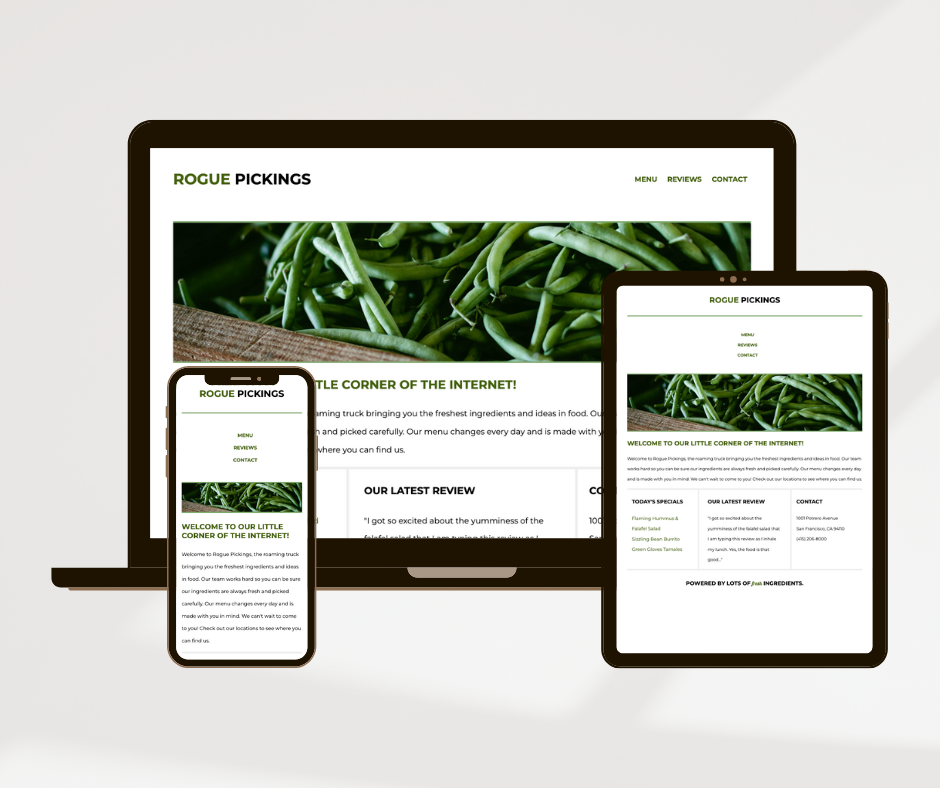 ROGUE PICKINGS
MENU REVIEWS CONTACT
TLE CORNER OF THE INTERNET!
aming truck bringing you the freshest ingredients and ideas in food. Ou
h and picked carefully. Our menu changes every day and is made with y
where you can find us.
OUR LATEST REVIEW
"I got so excited about the yumminess of the
falafel salad that I am typing this review as I
CO
100
ROGUE PICKINGS
MENU
REVIEWS
CONTACT
WELCOME TO OUR LITTLE
CORNER OF THE INTERNET!
Welcome to Rogue Pickings, the roaming truck
bringing you the freshest ingredients and ideas
in food. Our team works hard so you can be sure
our ingredients are always fresh and picked
carefully. Our menu changes every day and is
made with you in mind. We can't wait to come
to you! Check out our locations to see where you
can find us.
ROGUE PICKINGS
MENU
REVIEWS
CONTACT
WELCOME TO OUR LITTLE CORNER OF THE INTERNET!
Welcome to Rogue Pickings, the roaming truck bringing you the freshest ingredients and ideas in food. Our team
works hard so you can be sure our ingredients are always fresh and picked carefully. Our menu changes every day
and is made with you in mind. We can't wait to come to you! Check out our locations to see where you can find us.
TODAY'S SPECIALS
Flaming Hummus &
Falafel Salad
Sizzling Bean Burrito
Green Gloves Tamales
OUR LATEST REVIEW
"I got so excited about the
yumminess of the falafel salad that
I am typing this review as I inhale
my lunch. Yes, the food is that
good..."
CONTACT
1001 Potrero Avenue
San Francisco, CA 94110
(415) 206-8000
POWERED BY LOTS OF fresh INGREDIENTS.